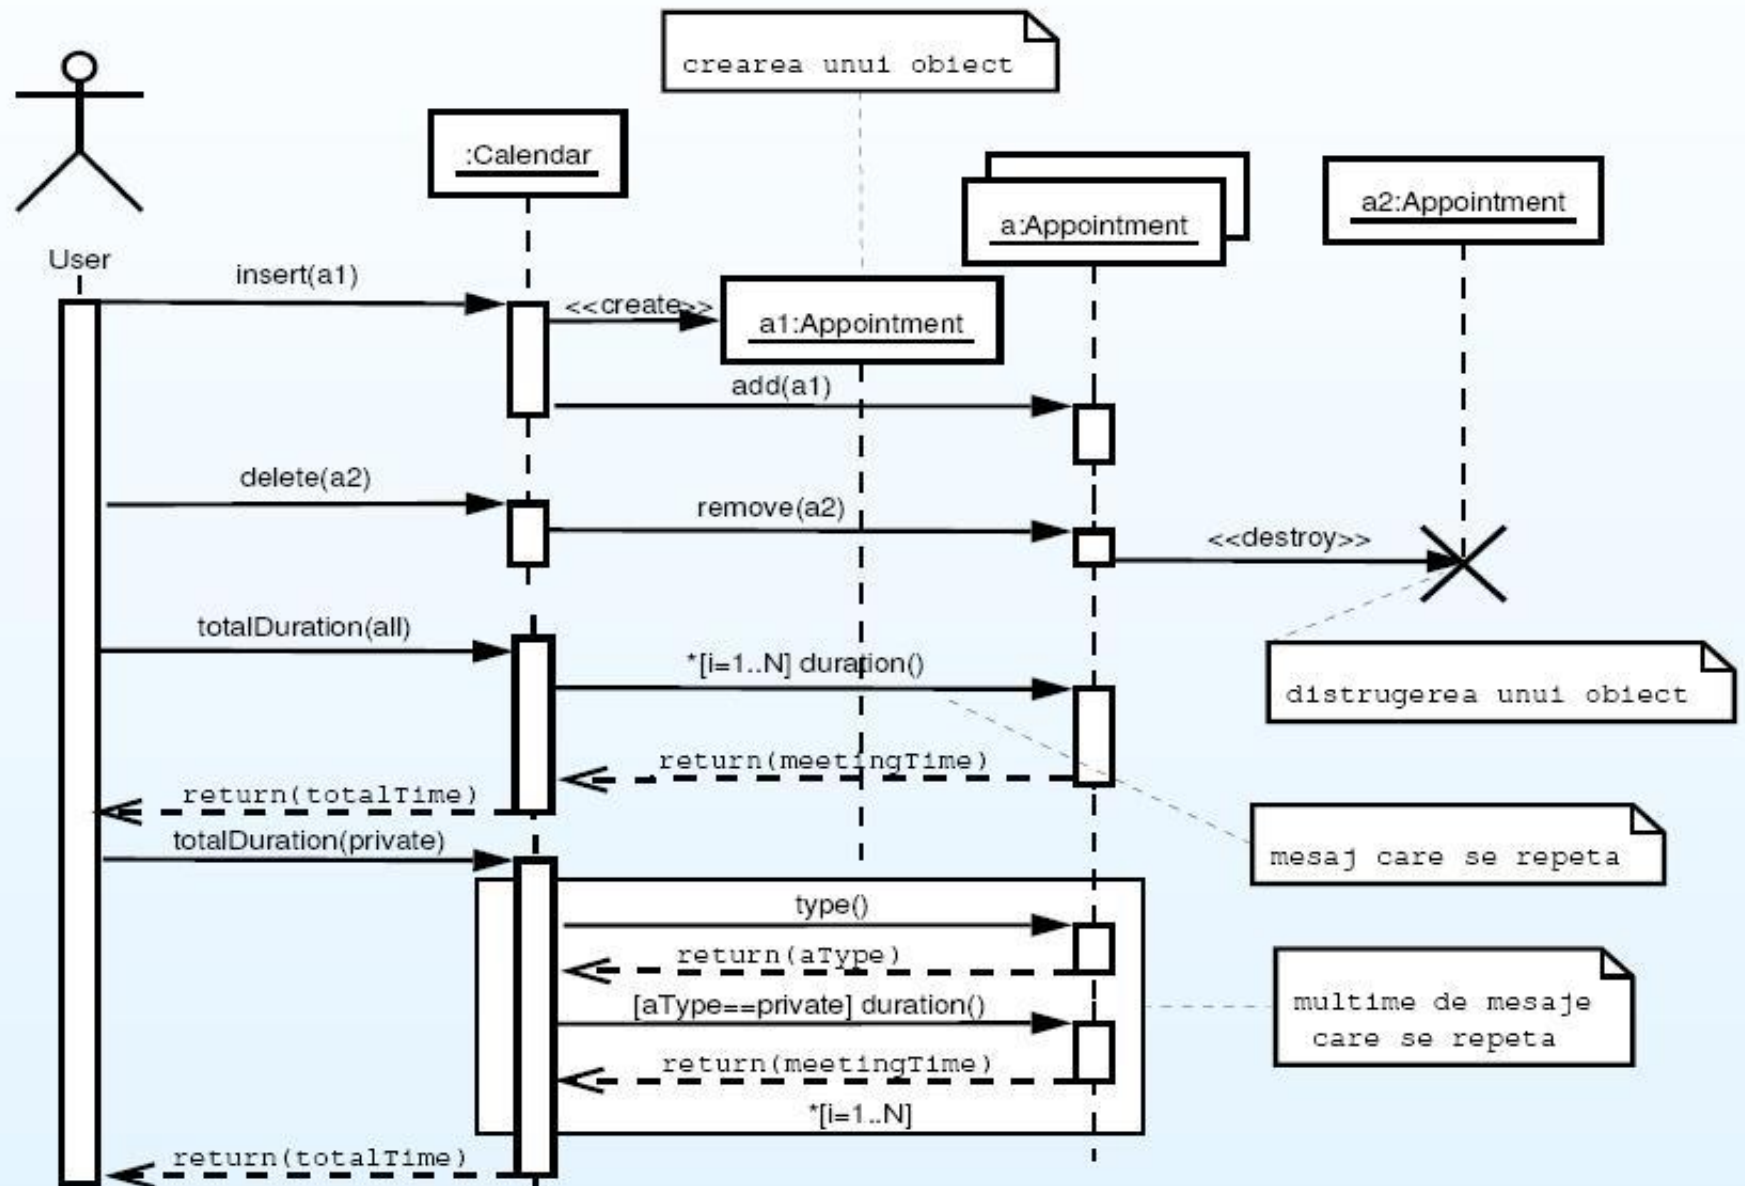 crearea unui obiect
:Calendar
a:Appointment
a2:Appointment
User
insert(a1)
<<create>>
a1:Appointment
add(a1)
delete(a2)
remove(a2)
<<destroy>>
totalDuration(all)
*[i=1..N] duration()
distrugerea unui obiect
return(meetingTime)
return(totalTime)
totalDuration(private)
mesaj care se repeta
type()
return(aType)
[aType==private] duration()
multime de mesaje
care se repeta
return(meetingTime)
*[i=1..N]
return(totalTime)